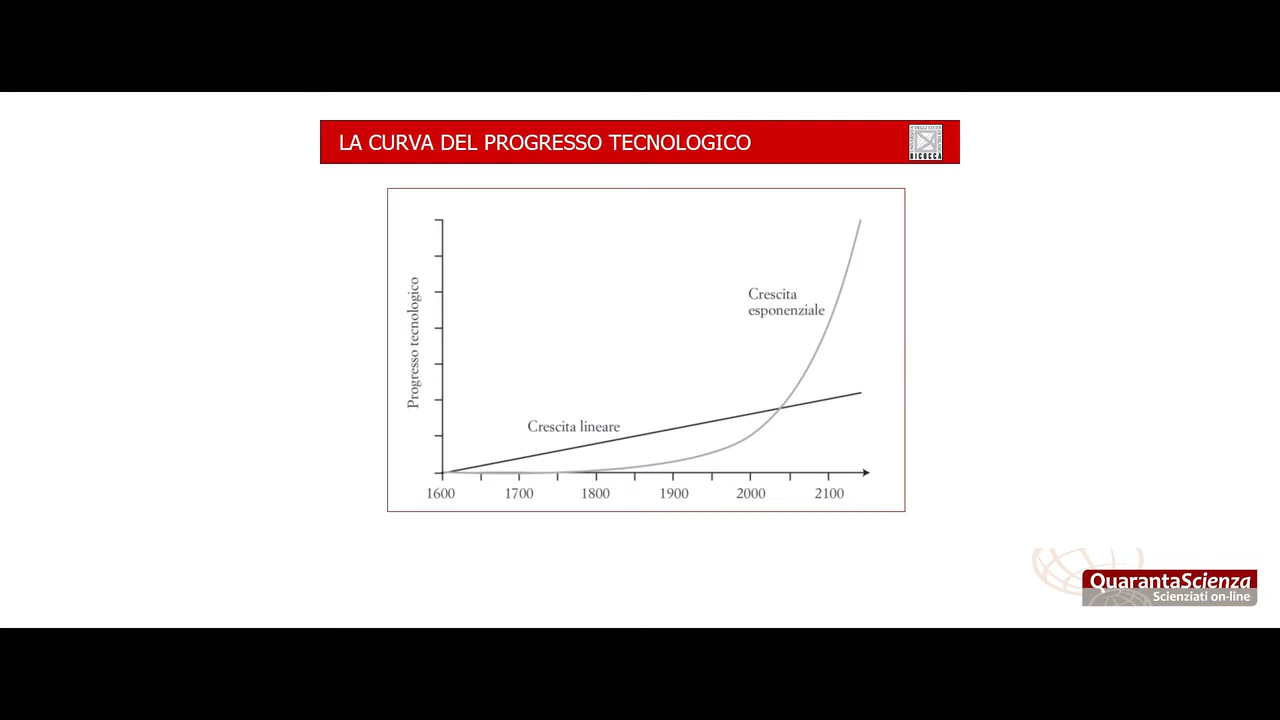 LA CURVA DEL PROGRESSO TECNOLOGICO
BICOCCA
Progresso tecnologico
Crescita
esponenziale
Crescita lineare
1600 1700 1800 1900 2000 2100
QuarantaScienza
Scienziati on-line